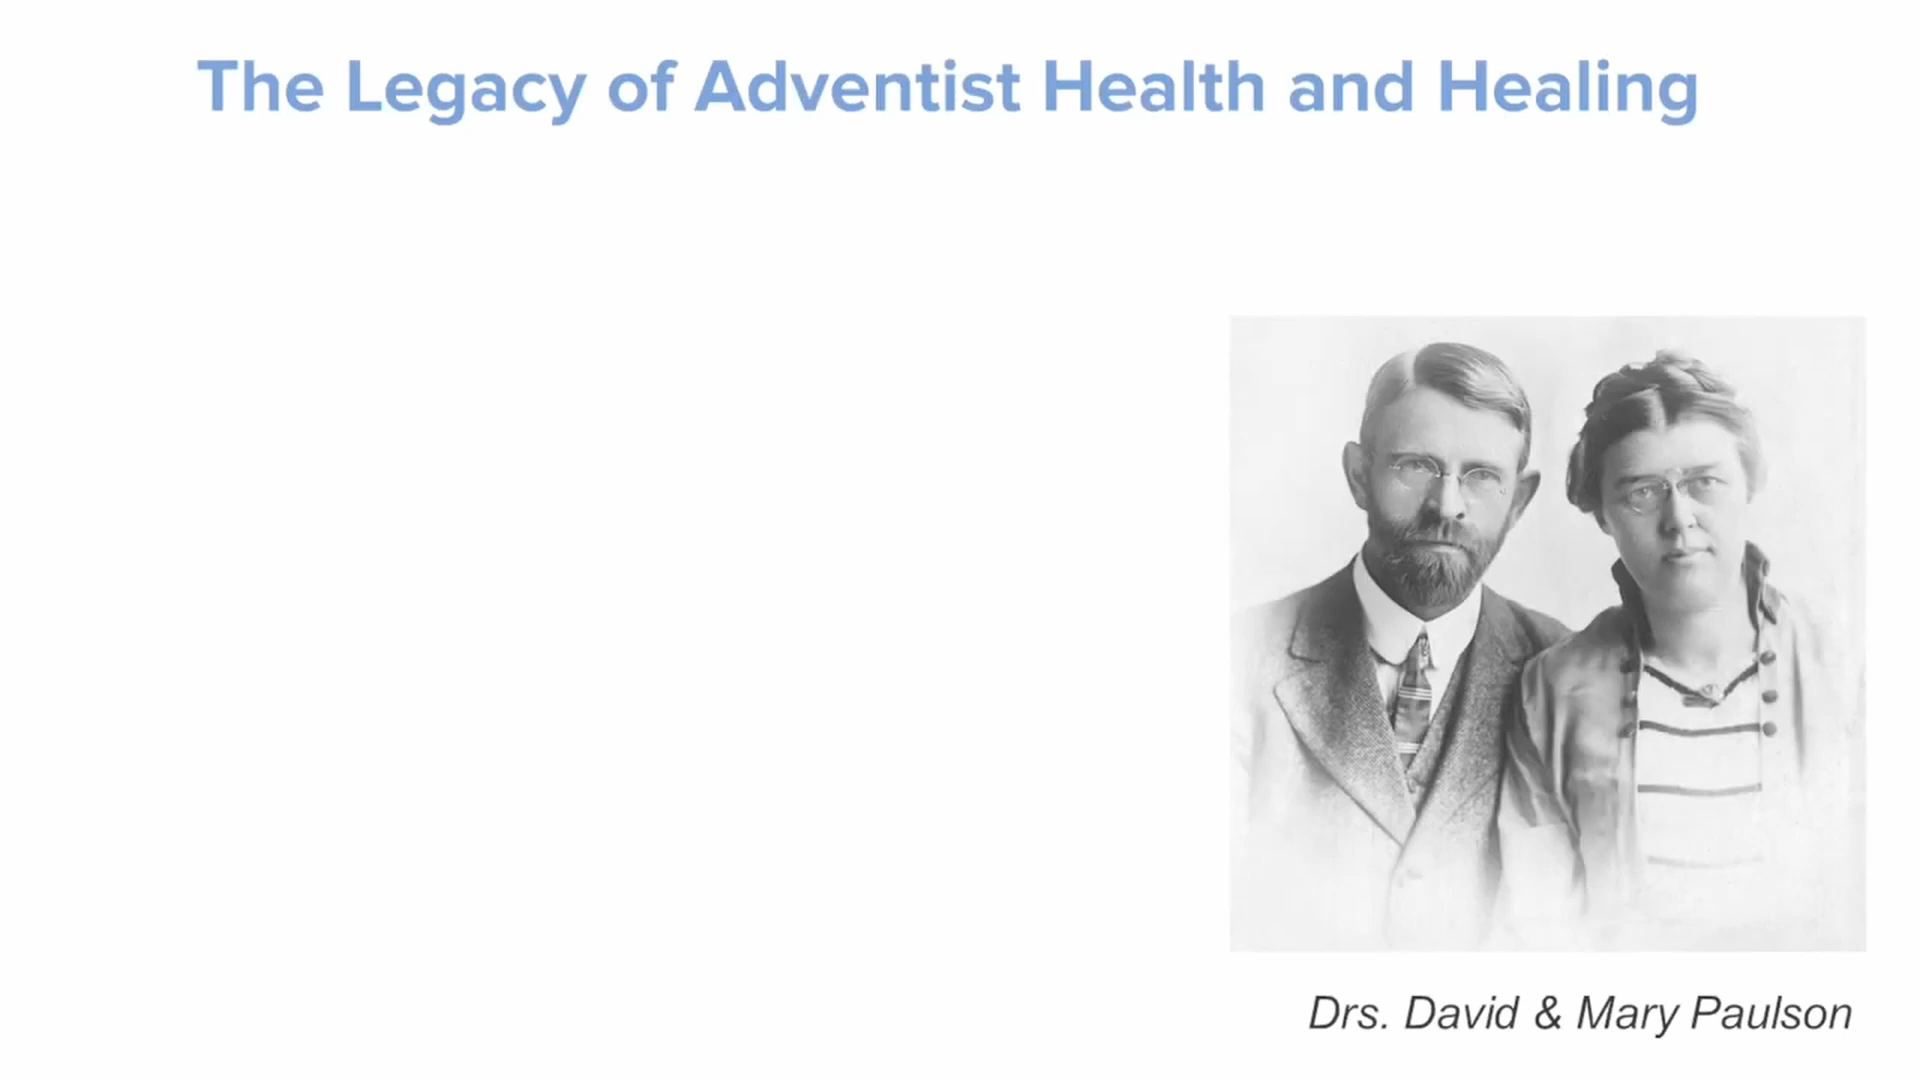 The Legacy of Adventist Health and Healing
Drs. David & Mary Paulson